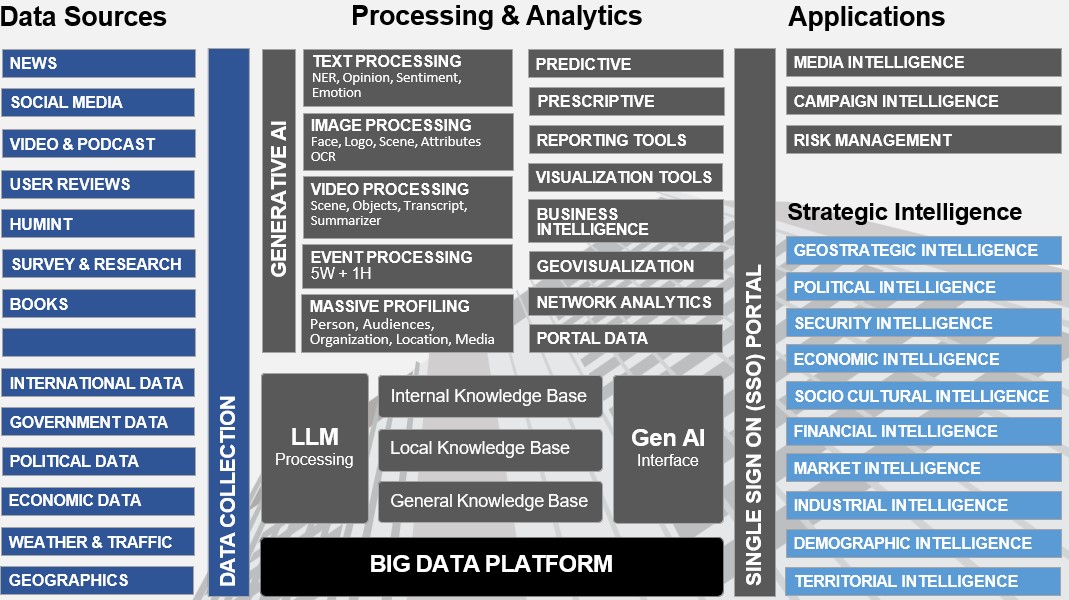 Data Sources
NEWS
SOCIAL MEDIA
VIDEO & PODCAST
USER REVIEWS
HUMINT
SURVEY & RESEARCH
BOOKS
INTERNATIONAL DATA
GOVERNMENT DATA
POLITICAL DATA
ECONOMIC DATA
WEATHER & TRAFFIC
GEOGRAPHICS
DATA COLLECTION
Processing & Analytics
GENERATIVE AI
TEXT PROCESSING
NER, Opinion, Sentiment,
Emotion
IMAGE PROCESSING
Face, Logo, Scene, Attributes
OCR
VIDEO PROCESSING
Scene, Objects, Transcript,
Summarizer
EVENT PROCESSING
5W + 1H
MASSIVE PROFILING
Person, Audiences,
Organization, Location, Media
PREDICTIVE
PRESCRIPTIVE
REPORTING TOOLS
VISUALIZATION TOOLS
BUSINESS
INTELLIGENCE
GEOVISUALIZATION
NETWORK ANALYTICS
PORTAL DATA
LLM
Processing
Internal Knowledge Base
Local Knowledge Base
General Knowledge Base
Gen AI
Interface
BIG DATA PLATFORM
SINGLE SIGN ON (SSO) PORTAL
Applications
MEDIA INTELLIGENCE
CAMPAIGN INTELLIGENCE
RISK MANAGEMENT
Strategic Intelligence
GEOSTRATEGIC INTELLIGENCE
POLITICAL INTELLIGENCE
SECURITY INTELLIGENCE
ECONOMIC INTELLIGENCE
SOCIO CULTURAL INTELLIGENCE
FINANCIAL INTELLIGENCE
MARKET INTELLIGENCE
INDUSTRIAL INTELLIGENCE
DEMOGRAPHIC INTELLIGENCE
TERRITORIAL INTELLIGENCE